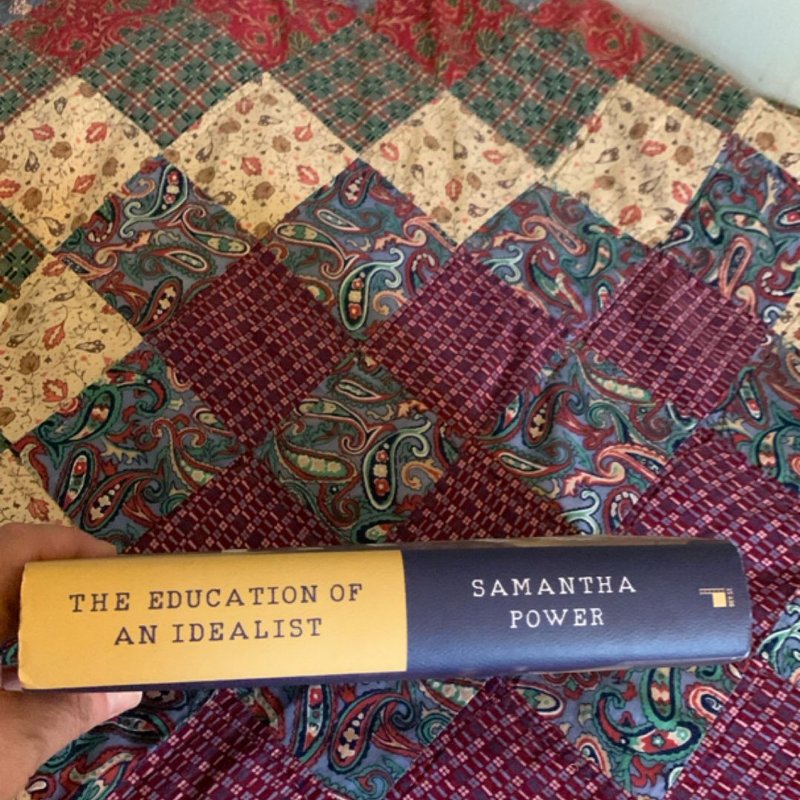 THE EDUCATION OF
AN IDEALIST
SAMANTHA
POWER